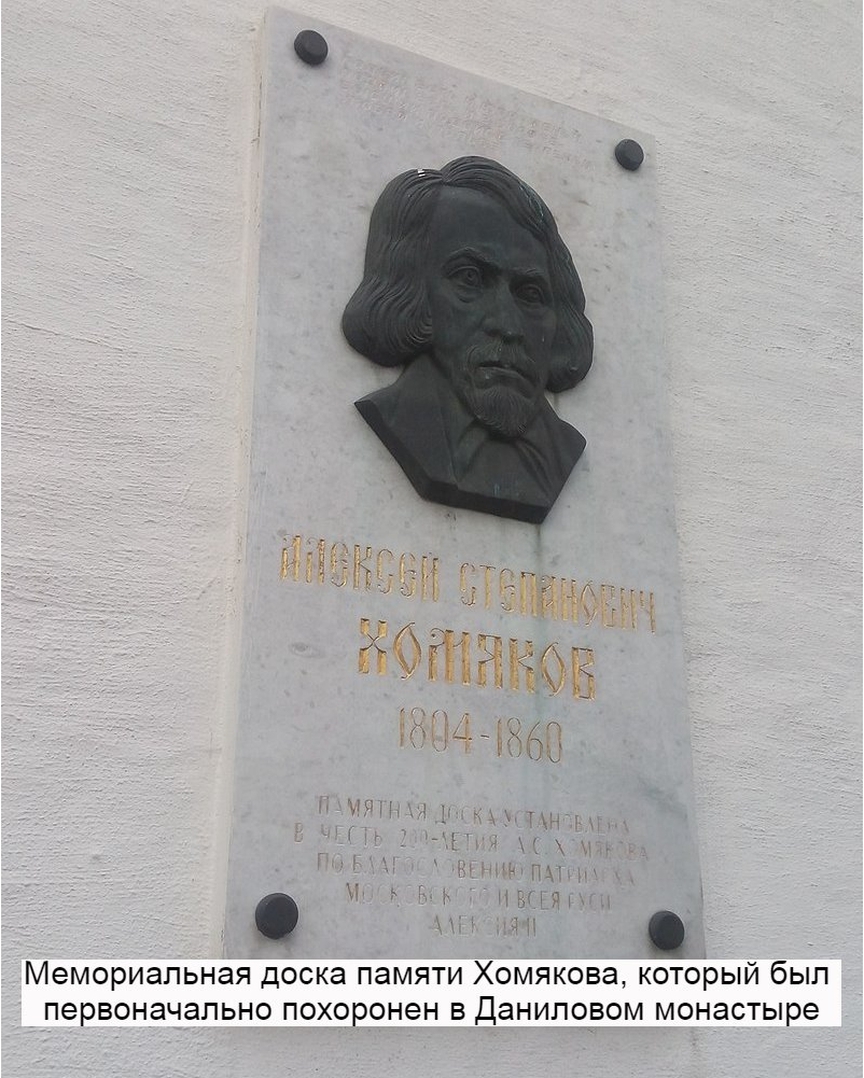 АЛЕКСЕЙ СТЕПАНОВИЧ
ХОМЯКОВ
1804-1860
ПАМЯТНАЯ ДОСКА УСТАНОВЛЕНА
В ЧЕСТЬ 200-ЛЕТИЯ А.С. ХОМЯКОВА
ПО БЛАГОСЛОВЕНИЮ ПАТРИАРХА
МОСКОВСКОГО И ВСЕЯ РУСИ
АЛЕКСИЯ II
Мемориальная доска памяти Хомякова, который был
первоначально похоронен в Даниловом монастыре